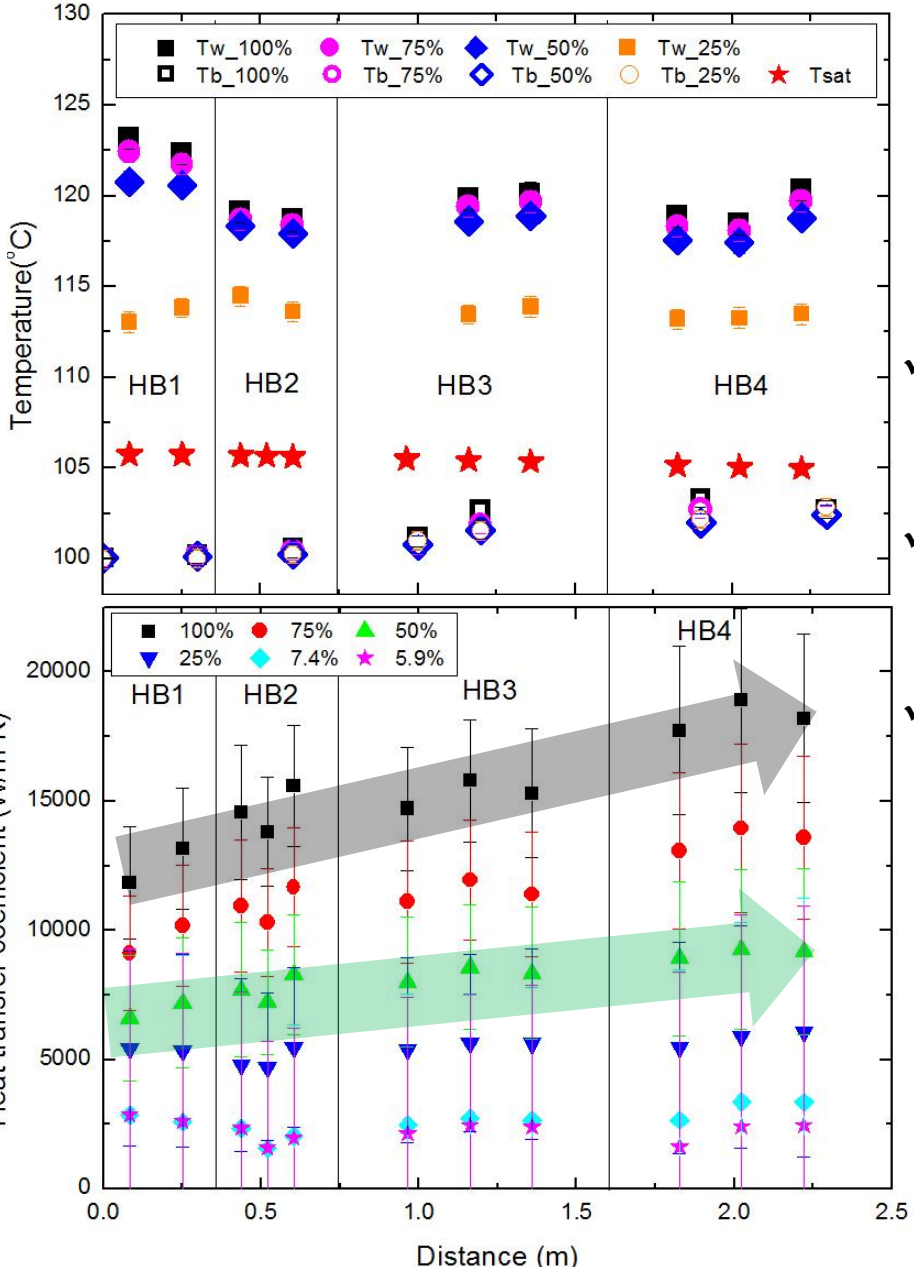 130
125
120
115
110
105
100
Temperature(°C)
Tw_100% Tw_75% Tw_50% Tw_25%
Tb_100% Tb_75% Tb_50% Tb_25% Tsat
HB1 HB2 HB3 HB4
20000
15000
10000
5000
0
100% 75% 50%
25% 7.4% 5.9%
HB1 HB2 HB3 HB4
0.0 0.5 1.0 1.5 2.0 2.5
Distance (m)